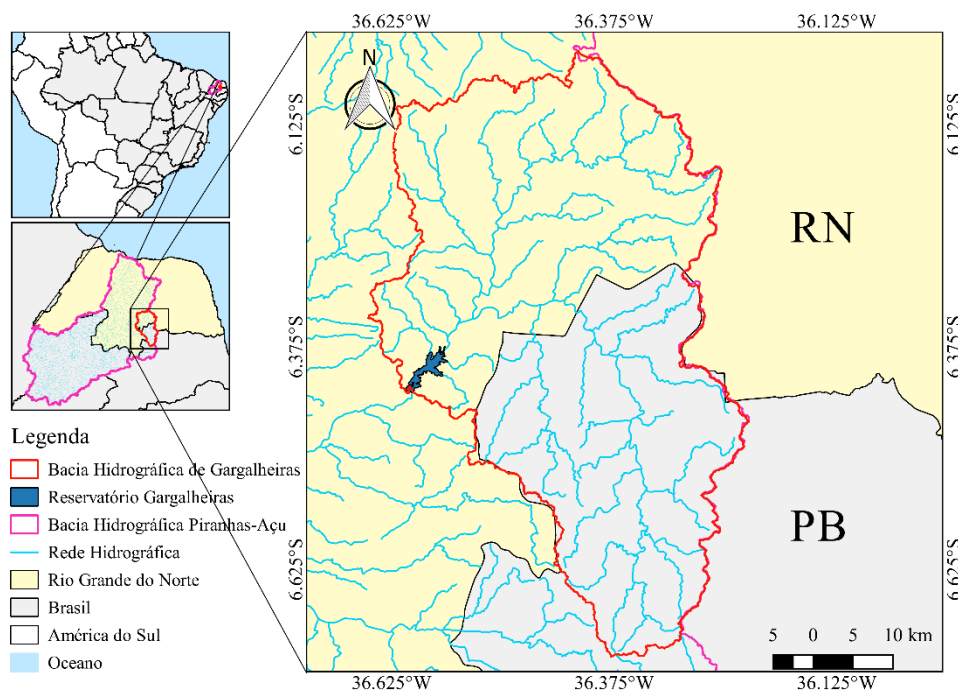 36.625°W
36.375°W
36.125°W
N
6.125°S
6.125°S
RN
6.375°S
6.375°S
Legenda
Bacia Hidrográfica de Gargalheiras
Reservatório Gargalheiras
Bacia Hidrográfica Piranhas-Açu
Rede Hidrográfica
Rio Grande do Norte
Brasil
América do Sul
Oceano
PB
6.625°S
6.625°S
5 0 5 10 km
36.625°W
36.375°W
36.125°W